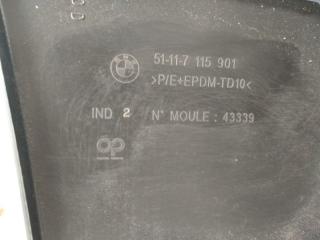 51-11-7 115 901
>P/E+EPDM-TD10<
IND 2 N° MOULE : 43339